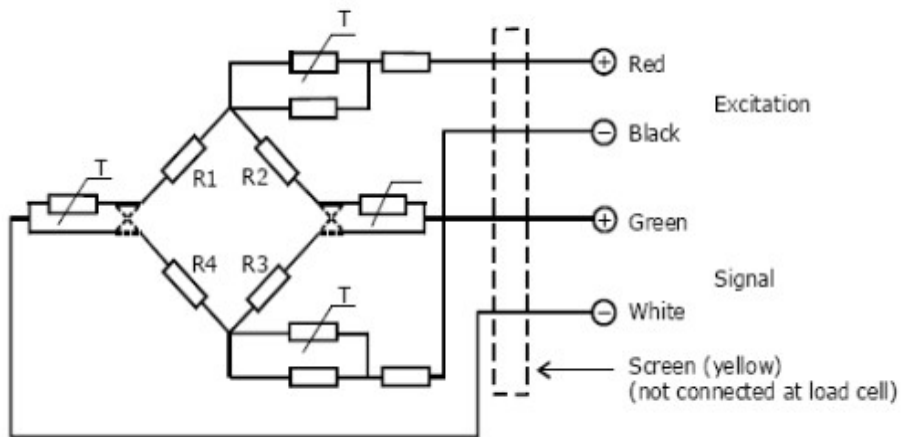 T
+ Red
Excitation
− Black
T
R1 R2
+ Green
R4 R3
Signal
T
− White
Screen (yellow)
(not connected at load cell)